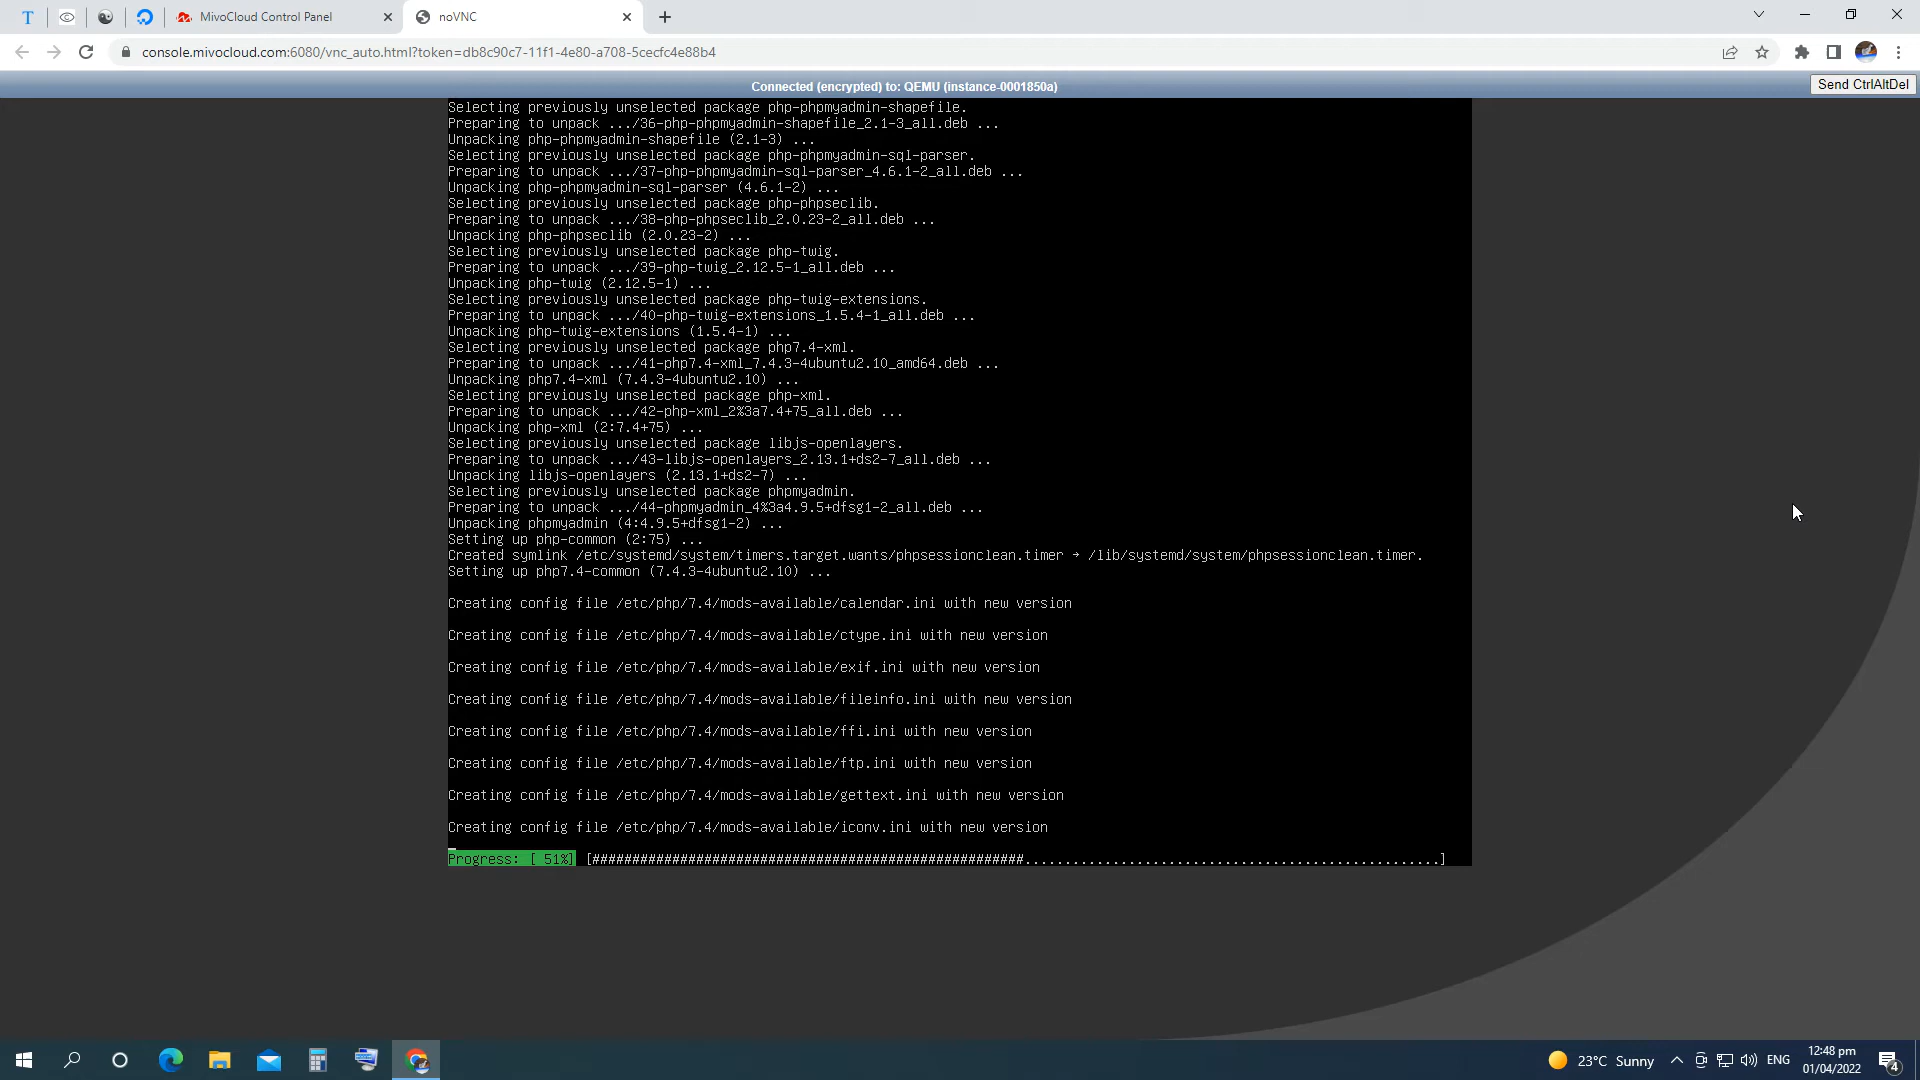 MivoCloud Control Panel
noVNC
console.mivocloud.com:6080/vnc_auto.html?token=db8c90c7-11f1-4e80-a708-5cecfc4e88b4
Connected (encrypted) to: QEMU (instance-0001850a)
Send CtrlAltDel
Selecting previously unselected package php-phpmyadmin-shapefile.
Preparing to unpack .../36-php-phpmyadmin-shapefile_2.1-3_all.deb ...
Unpacking php-phpmyadmin-shapefile (2.1-3) ...
Selecting previously unselected package php-phpmyadmin-sql-parser.
Preparing to unpack .../37-php-phpmyadmin-sql-parser_4.6.1-2_all.deb ...
Unpacking php-phpmyadmin-sql-parser (4.6.1-2) ...
Selecting previously unselected package php-phpseclib.
Preparing to unpack .../38-php-phpseclib_2.0.23-2_all.deb ...
Unpacking php-phpseclib (2.0.23-2) ...
Selecting previously unselected package php-twig.
Preparing to unpack .../39-php-twig_2.12.5-1_all.deb ...
Unpacking php-twig (2.12.5-1) ...
Selecting previously unselected package php-twig-extensions.
Preparing to unpack .../40-php-twig-extensions_1.5.4-1_all.deb ...
Unpacking php-twig-extensions (1.5.4-1) ...
Selecting previously unselected package php7.4-xml.
Preparing to unpack .../41-php7.4-xml_7.4.3-4ubuntu2.10_amd64.deb ...
Unpacking php7.4-xml (7.4.3-4ubuntu2.10) ...
Selecting previously unselected package php-xml.
Preparing to unpack .../42-php-xml_2%3a7.4+75_all.deb ...
Unpacking php-xml (2:7.4+75) ...
Selecting previously unselected package libjs-openlayers.
Preparing to unpack .../43-libjs-openlayers_2.13.1+ds2-7_all.deb ...
Unpacking libjs-openlayers (2.13.1+ds2-7) ...
Selecting previously unselected package phpmyadmin.
Preparing to unpack .../44-phpmyadmin_4%3a4.9.5+dfsg1-2_all.deb ...
Unpacking phpmyadmin (4:4.9.5+dfsg1-2) ...
Setting up php-common (2:75) ...
Created symlink /etc/systemd/system/timers.target.wants/phpsessionclean.timer → /lib/systemd/system/phpsessionclean.timer.
Setting up php7.4-common (7.4.3-4ubuntu2.10) ...
Creating config file /etc/php/7.4/mods-available/calendar.ini with new version
Creating config file /etc/php/7.4/mods-available/ctype.ini with new version
Creating config file /etc/php/7.4/mods-available/exif.ini with new version
Creating config file /etc/php/7.4/mods-available/fileinfo.ini with new version
Creating config file /etc/php/7.4/mods-available/ffi.ini with new version
Creating config file /etc/php/7.4/mods-available/ftp.ini with new version
Creating config file /etc/php/7.4/mods-available/gettext.ini with new version
Creating config file /etc/php/7.4/mods-available/iconv.ini with new version
Progress: [ 51%] [######################################################....................................................]
23°C Sunny
ENG
12:48 pm
01/04/2022
4